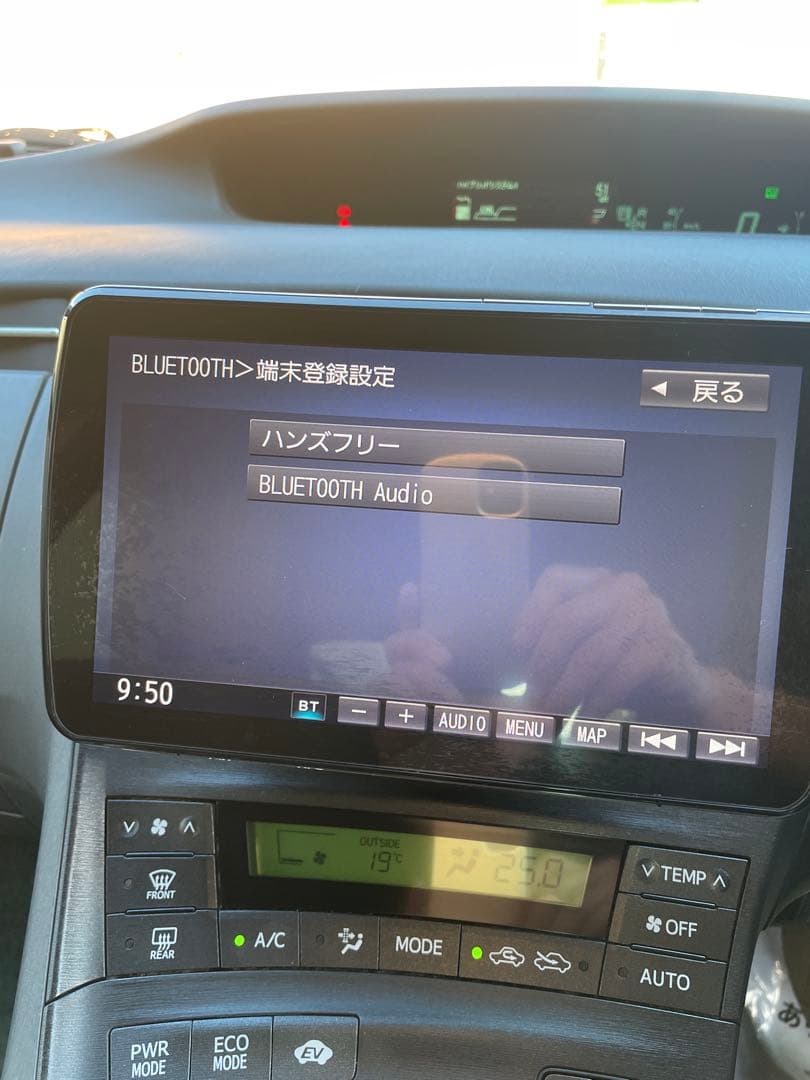 BLUETOOTH>端末登録設定
◀ 戻る
ハンズフリー
BLUETOOTH Audio
9:50
BT
− + AUDIO MENU MAP
OUTSIDE
19℃
25.0
TEMP
FRONT
OFF
REAR
A/C
MODE
AUTO
PWR MODE
ECO MODE
EV
あ